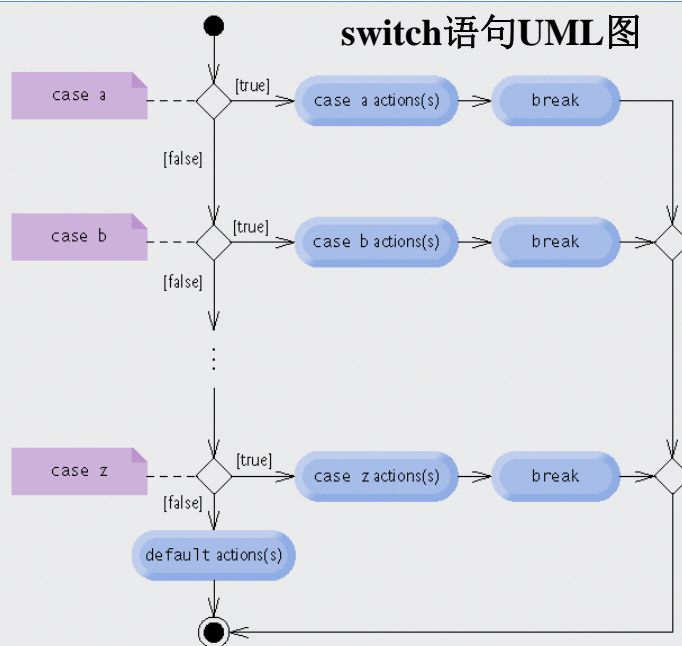 switch语句UML图
case a
[true]
case a actions(s)
break
[false]
case b
[true]
case b actions(s)
break
[false]
case z
[true]
case z actions(s)
break
[false]
default actions(s)